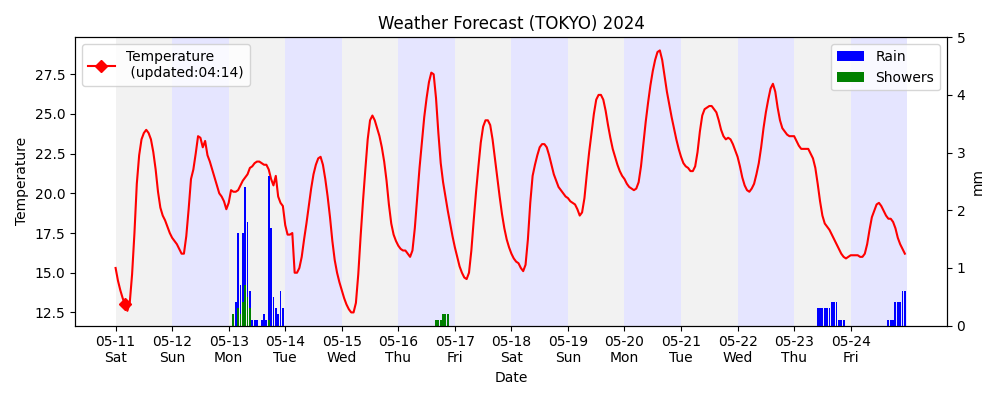 Weather Forecast (TOKYO) 2024
Temperature
(updated:04:14)
Rain
Showers
27.5
25.0
22.5
20.0
17.5
15.0
12.5
Temperature
5
4
3
2
1
0
mm
05-11 05-12 05-13 05-14 05-15 05-16 05-17 05-18 05-19 05-20 05-21 05-22 05-23 05-24
Sat Sun Mon Tue Wed Thu Fri Sat Sun Mon Tue Wed Thu Fri
Date